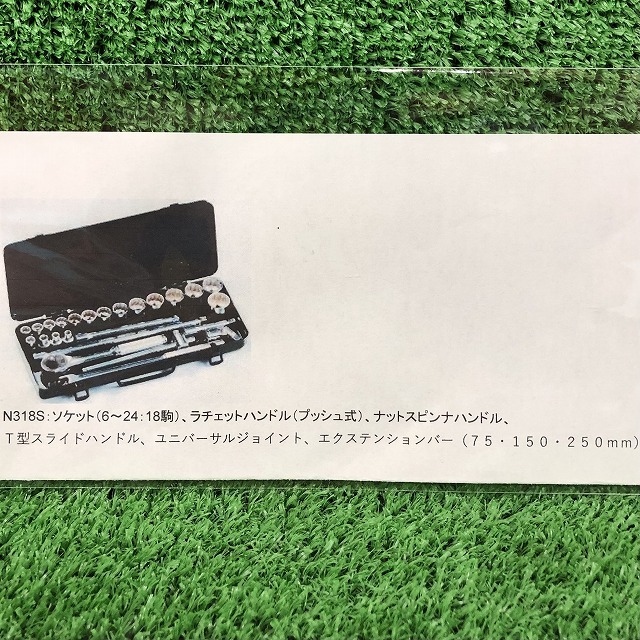 N318S:ソケット(6～24:18駒)、ラチェットハンドル(プッシュ式)、ナットスピンナハンドル、
Ｔ型スライドハンドル、ユニバーサルジョイント、エクステンションバー（７５・１５０・２５０ｍｍ）